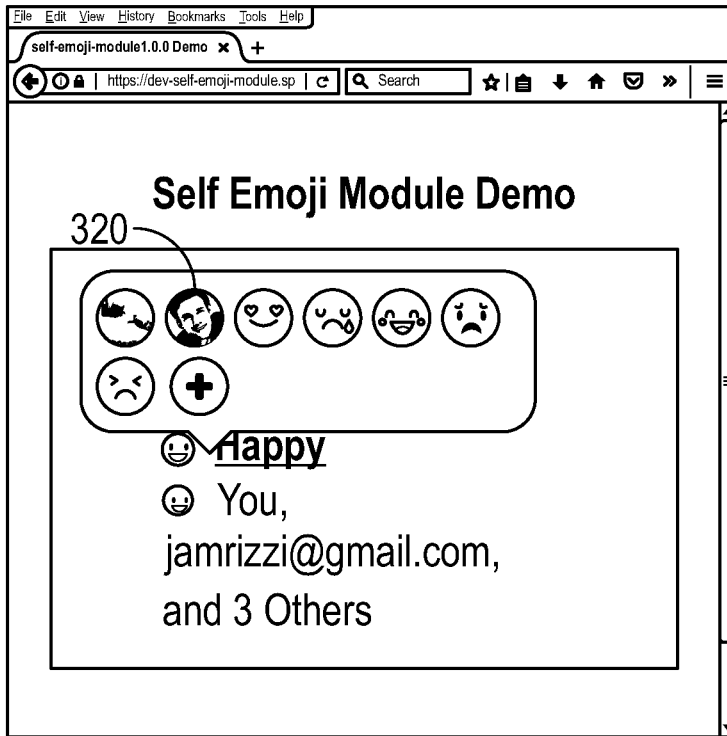 File Edit View History Bookmarks Tools Help
self-emoji-module1.0.0 Demo
https://dev-self-emoji-module.sp
Search
Self Emoji Module Demo
320
Happy
You,
jamrizzi@gmail.com,
and 3 Others